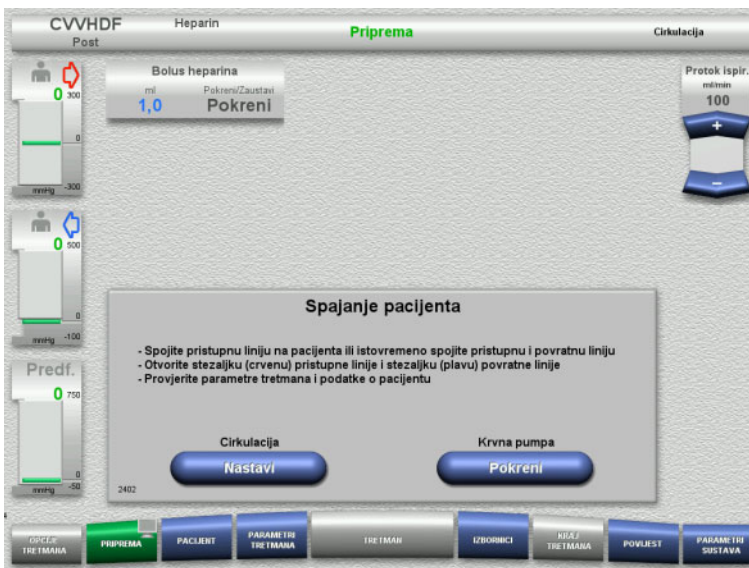 CVVHDF
Post
Heparin
Priprema
Cirkulacija
0
300
0
mmHg
-300
Bolus heparina
ml
Pokreni/Zaustavi
1,0
Pokreni
Protok ispir.
ml/min
100
+
−
0
500
0
mmHg
-100
Predf.
0
750
0
mmHg
-50
Spajanje pacijenta
- Spojite pristupnu liniju na pacijenta ili istovremeno spojite pristupnu i povratnu liniju
- Otvorite stezaljku (crvenu) pristupne linije i stezaljku (plavu) povratne linije
- Provjerite parametre tretmana i podatke o pacijentu
Cirkulacija
Nastavi
Krvna pumpa
Pokreni
2402
OPCIJE
TRETMANA
PRIPREMA
PACIJENT
PARAMETRI
TRETMANA
TRETMAN
IZBORNICI
KRAJ
TRETMANA
POVIJEST
PARAMETRI
SUSTAVA